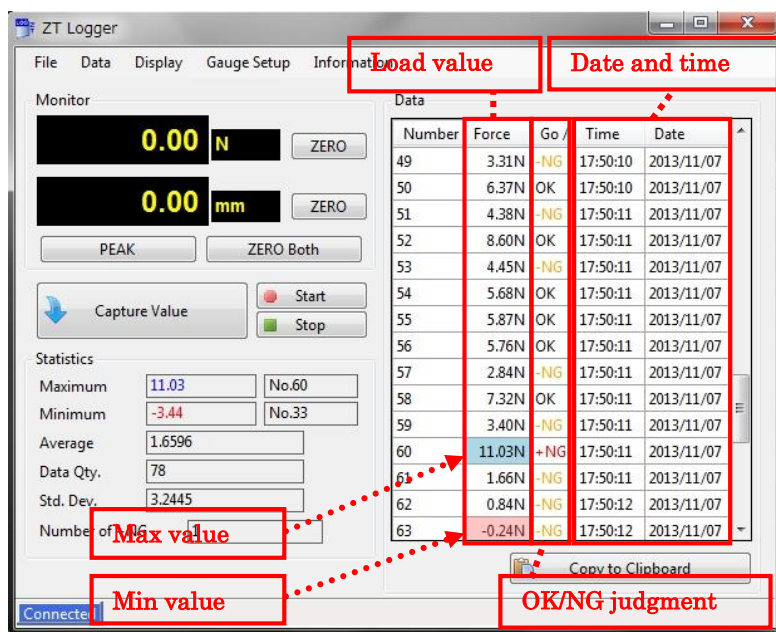 ZT Logger
File Data Display Gauge Setup Information
Load value
Date and time
Monitor
0.00 N ZERO
0.00 mm ZERO
PEAK ZERO Both
Capture Value
Start
Stop
Statistics
Maximum 11.03 No.60
Minimum -3.44 No.33
Average 1.6596
Data Qty. 78
Std. Dev. 3.2445
Number of NG 1
Max value
Min value
Connected
Data
Number Force Go / Time Date
49 3.31N -NG 17:50:10 2013/11/07
50 6.37N OK 17:50:10 2013/11/07
51 4.38N -NG 17:50:11 2013/11/07
52 8.60N OK 17:50:11 2013/11/07
53 4.45N -NG 17:50:11 2013/11/07
54 5.68N OK 17:50:11 2013/11/07
55 5.87N OK 17:50:11 2013/11/07
56 5.76N OK 17:50:11 2013/11/07
57 2.84N -NG 17:50:11 2013/11/07
58 7.32N OK 17:50:11 2013/11/07
59 3.40N -NG 17:50:11 2013/11/07
60 11.03N +NG 17:50:11 2013/11/07
61 1.66N -NG 17:50:11 2013/11/07
62 0.84N -NG 17:50:12 2013/11/07
63 -0.24N -NG 17:50:12 2013/11/07
Copy to Clipboard
OK/NG judgment